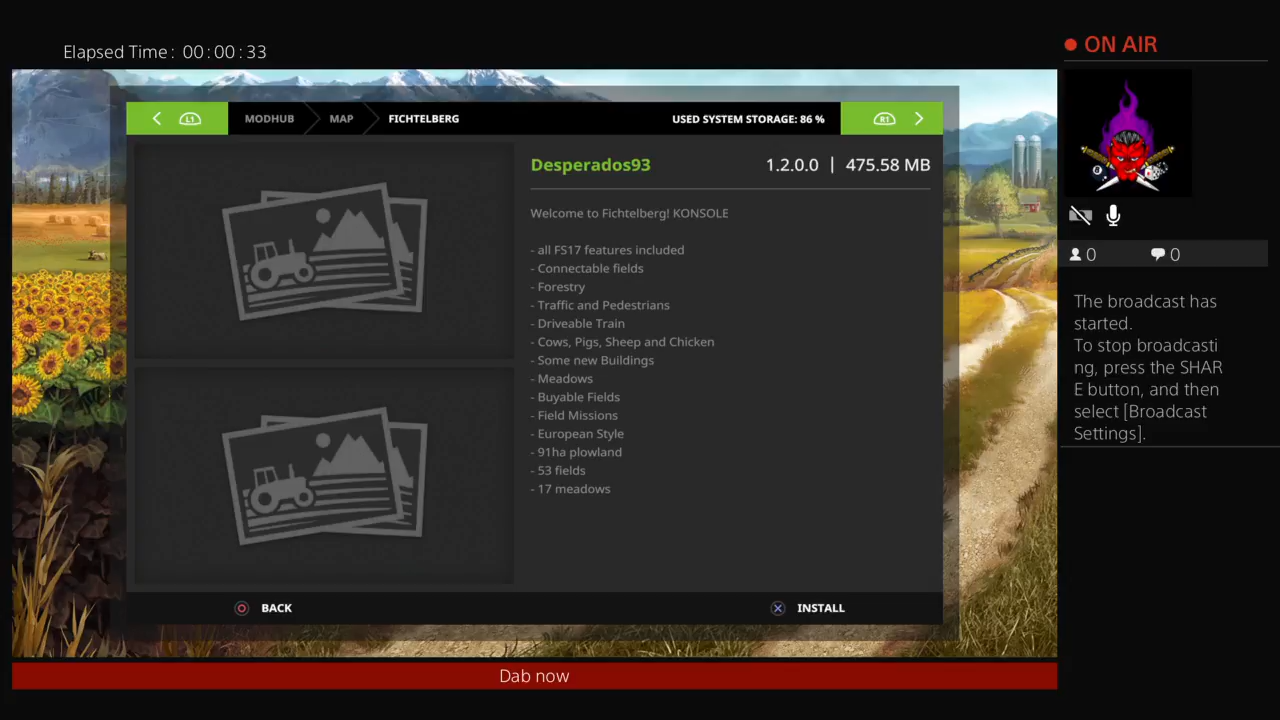 Elapsed Time: 00:00:33
ON AIR
L1
MODHUB
MAP
FICHTELBERG
USED SYSTEM STORAGE: 86 %
R1
Desperados93
1.2.0.0 | 475.58 MB
Welcome to Fichtelberg! KONSOLE
- all FS17 features included
- Connectable fields
- Forestry
- Traffic and Pedestrians
- Driveable Train
- Cows, Pigs, Sheep and Chicken
- Some new Buildings
- Meadows
- Buyable Fields
- Field Missions
- European Style
- 91ha plowland
- 53 fields
- 17 meadows
BACK
INSTALL
0
0
The broadcast has
started.
To stop broadcasti
ng, press the SHAR
E button, and then
select [Broadcast
Settings].
Dab now